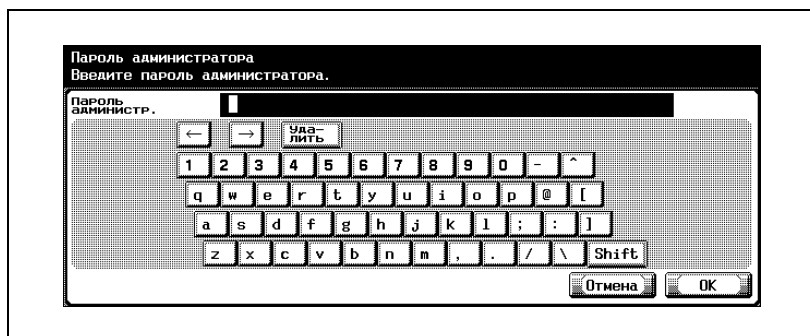 Пароль администратора
Введите пароль администратора.
Пароль
администр.
← → Уда-
лить
1 2 3 4 5 6 7 8 9 0 - ^
q w e r t y u i o p @ [
a s d f g h j k l ; : ]
z x c v b n m , . / \ Shift
Отмена OK